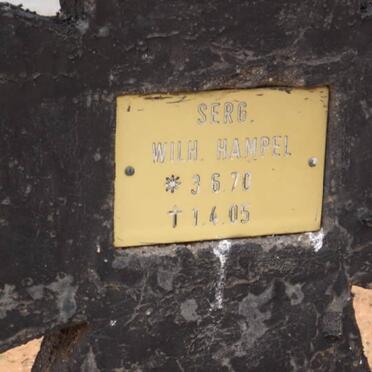 SERG.
WILH. HAMPEL
* 3 6.70
† 1.4.05